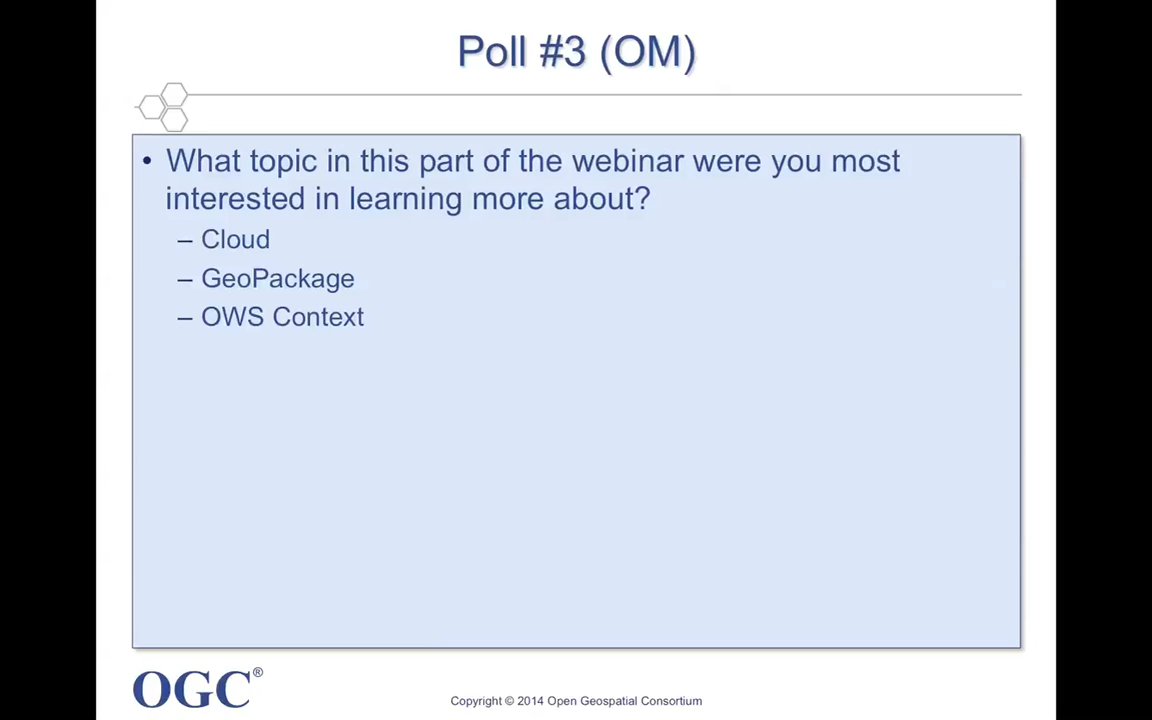 Poll #3 (OM)
• What topic in this part of the webinar were you most
interested in learning more about?
– Cloud
– GeoPackage
– OWS Context
OGC®
Copyright © 2014 Open Geospatial Consortium